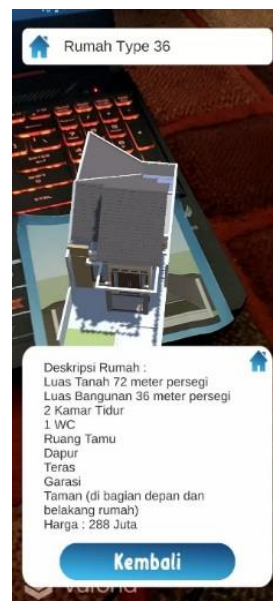 Rumah Type 36
Deskripsi Rumah :
Luas Tanah 72 meter persegi
Luas Bangunan 36 meter persegi
2 Kamar Tidur
1 WC
Ruang Tamu
Dapur
Teras
Garasi
Taman (di bagian depan dan
belakang rumah)
Harga : 288 Juta
Kembali